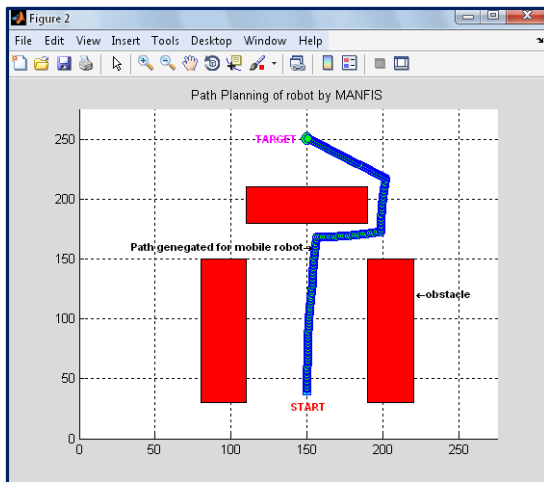 Figure 2
File Edit View Insert Tools Desktop Window Help
Path Planning of robot by MANFIS
250
TARGET
200
Path genegated for mobile robot→
150
←obstacle
100
50
START
0
0 50 100 150 200 250